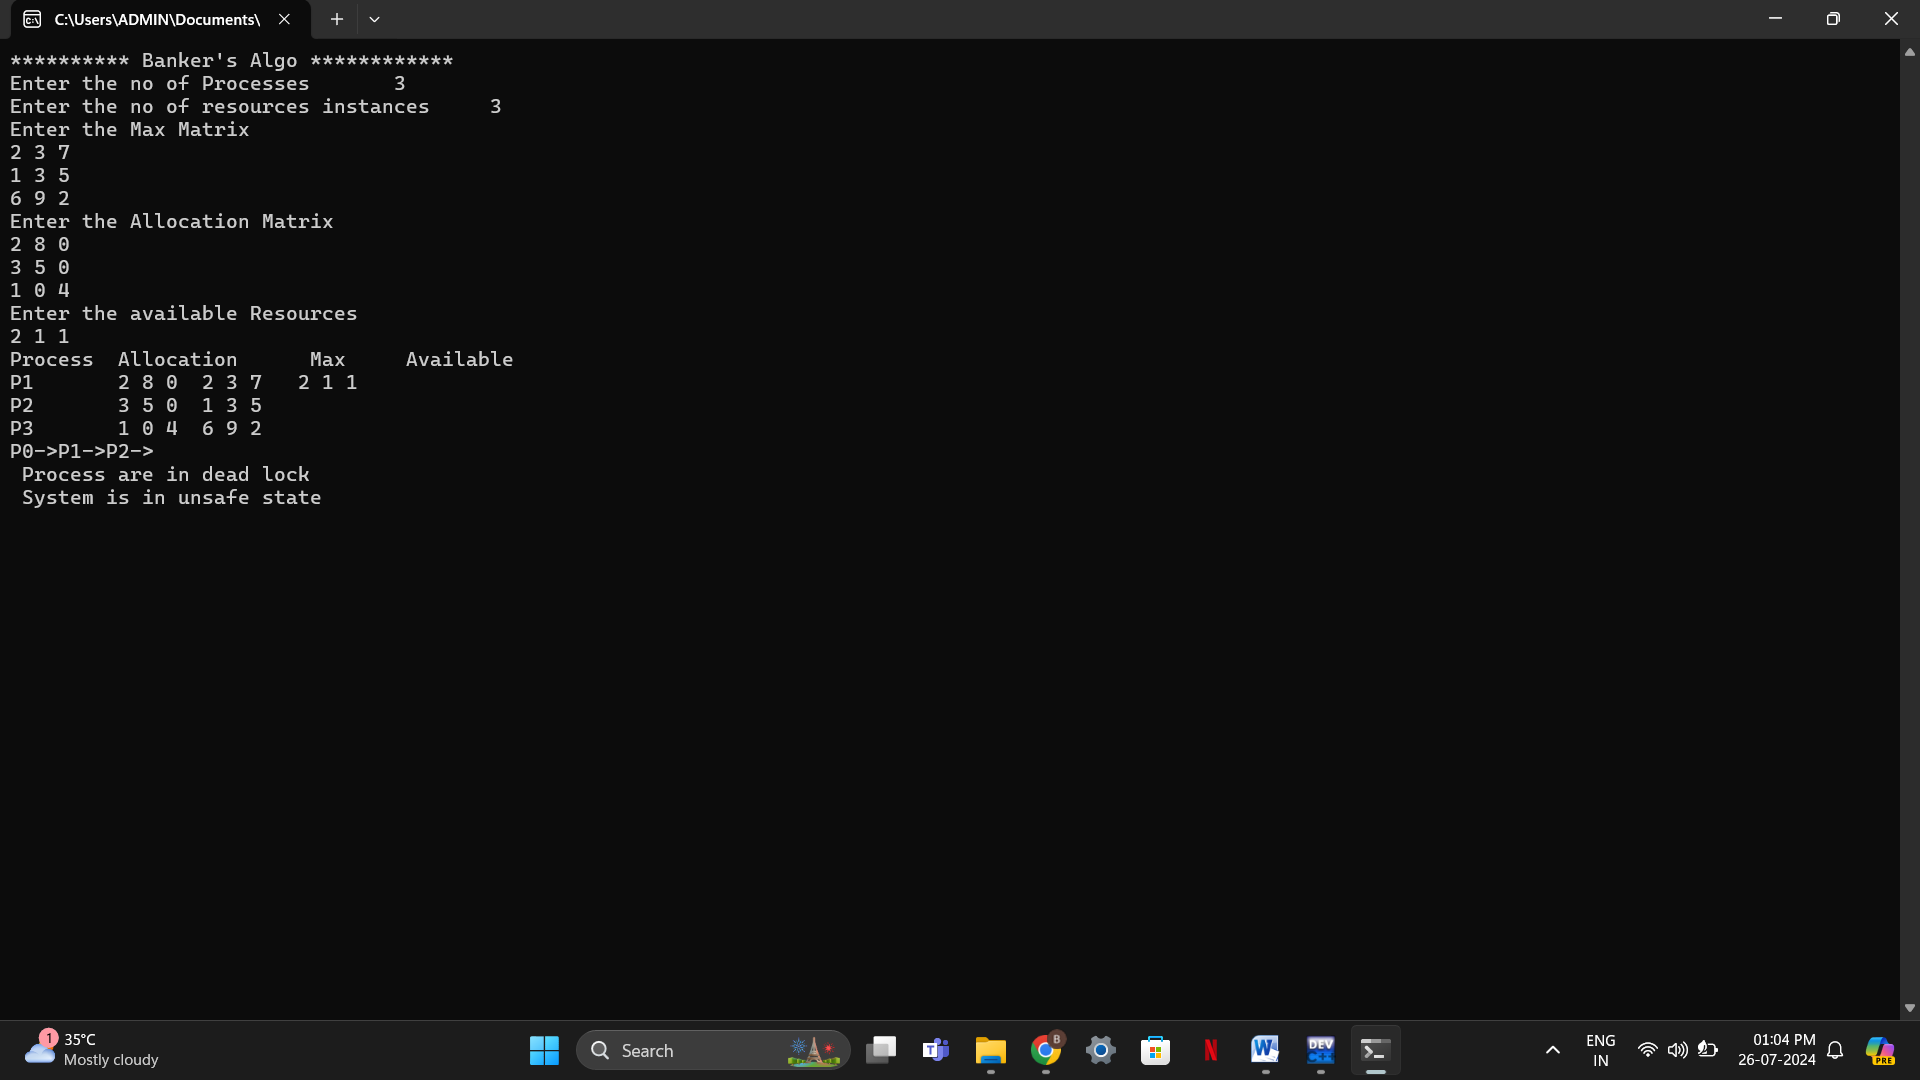 C:\Users\ADMIN\Documents\
********** Banker's Algo ************
Enter the no of Processes       3
Enter the no of resources instances     3
Enter the Max Matrix
2 3 7
1 3 5
6 9 2
Enter the Allocation Matrix
2 8 0
3 5 0
1 0 4
Enter the available Resources
2 1 1
Process  Allocation      Max     Available
P1       2 8 0  2 3 7   2 1 1
P2       3 5 0  1 3 5
P3       1 0 4  6 9 2
P0->P1->P2->
 Process are in dead lock
 System is in unsafe state
1
35°C
Mostly cloudy
Search
T
B
N
W
DEV
C++
ENG
IN
01:04 PM
26-07-2024
PRE